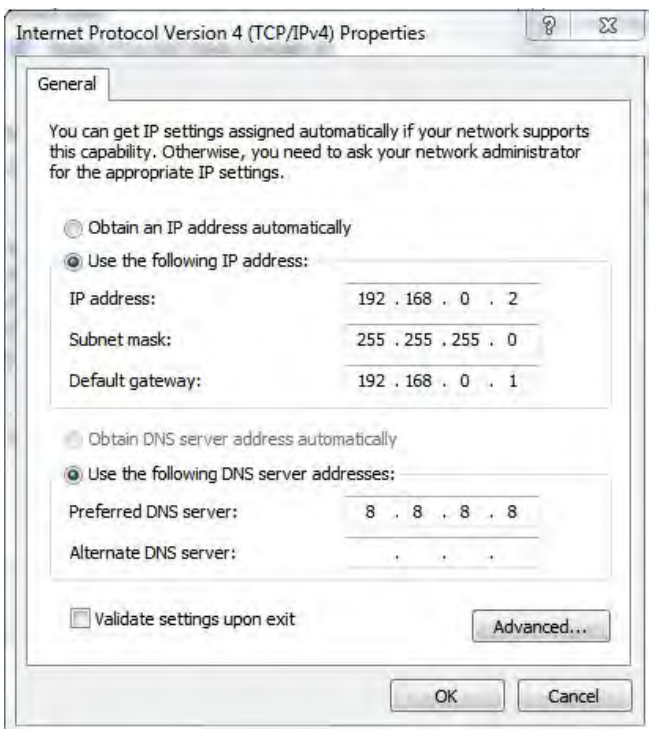 Internet Protocol Version 4 (TCP/IPv4) Properties
General
You can get IP settings assigned automatically if your network supports
this capability. Otherwise, you need to ask your network administrator
for the appropriate IP settings.
Obtain an IP address automatically
Use the following IP address:
IP address: 192 . 168 . 0 . 2
Subnet mask: 255 . 255 . 255 . 0
Default gateway: 192 . 168 . 0 . 1
Obtain DNS server address automatically
Use the following DNS server addresses:
Preferred DNS server: 8 . 8 . 8 . 8
Alternate DNS server: . . .
Validate settings upon exit
Advanced...
OK Cancel